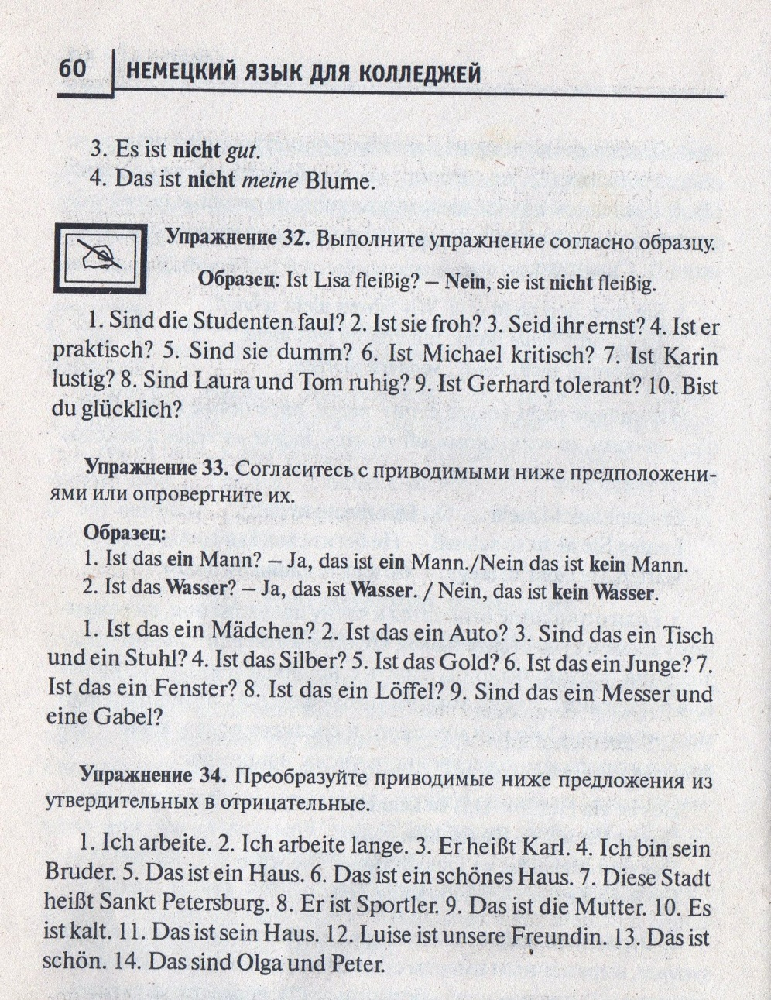 60 НЕМЕЦКИЙ ЯЗЫК ДЛЯ КОЛЛЕДЖЕЙ
3. Es ist nicht gut.
4. Das ist nicht meine Blume.
Упражнение 32. Выполните упражнение согласно образцу.
Образец: Ist Lisa fleißig? – Nein, sie ist nicht fleißig.
1. Sind die Studenten faul? 2. Ist sie froh? 3. Seid ihr ernst? 4. Ist er
praktisch? 5. Sind sie dumm? 6. Ist Michael kritisch? 7. Ist Karin
lustig? 8. Sind Laura und Tom ruhig? 9. Ist Gerhard tolerant? 10. Bist
du glücklich?
Упражнение 33. Согласитесь с приводимыми ниже предположени-
ями или опровергните их.
Образец:
1. Ist das ein Mann? – Ja, das ist ein Mann./Nein das ist kein Mann.
2. Ist das Wasser? – Ja, das ist Wasser. / Nein, das ist kein Wasser.
1. Ist das ein Mädchen? 2. Ist das ein Auto? 3. Sind das ein Tisch
und ein Stuhl? 4. Ist das Silber? 5. Ist das Gold? 6. Ist das ein Junge? 7.
Ist das ein Fenster? 8. Ist das ein Löffel? 9. Sind das ein Messer und
eine Gabel?
Упражнение 34. Преобразуйте приводимые ниже предложения из
утвердительных в отрицательные.
1. Ich arbeite. 2. Ich arbeite lange. 3. Er heißt Karl. 4. Ich bin sein
Bruder. 5. Das ist ein Haus. 6. Das ist ein schönes Haus. 7. Diese Stadt
heißt Sankt Petersburg. 8. Er ist Sportler. 9. Das ist die Mutter. 10. Es
ist kalt. 11. Das ist sein Haus. 12. Luise ist unsere Freundin. 13. Das ist
schön. 14. Das sind Olga und Peter.